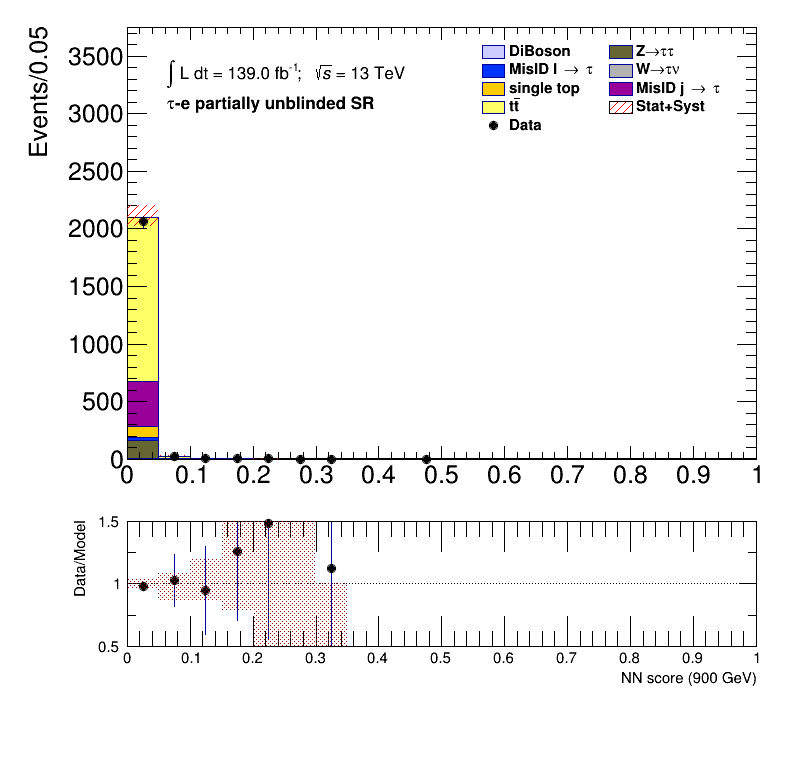 Events/0.05
3500
3000
2500
2000
1500
1000
500
0
∫ L dt = 139.0 fb⁻¹; √s = 13 TeV
τ-e partially unblinded SR
DiBoson
MisID l → τ
single top
tt̄
Data
Z→ττ
W→τν
MisID j → τ
Stat+Syst
0 0.1 0.2 0.3 0.4 0.5 0.6 0.7 0.8 0.9 1
Data/Model
1.5
1
0.5
0 0.1 0.2 0.3 0.4 0.5 0.6 0.7 0.8 0.9 1
NN score (900 GeV)